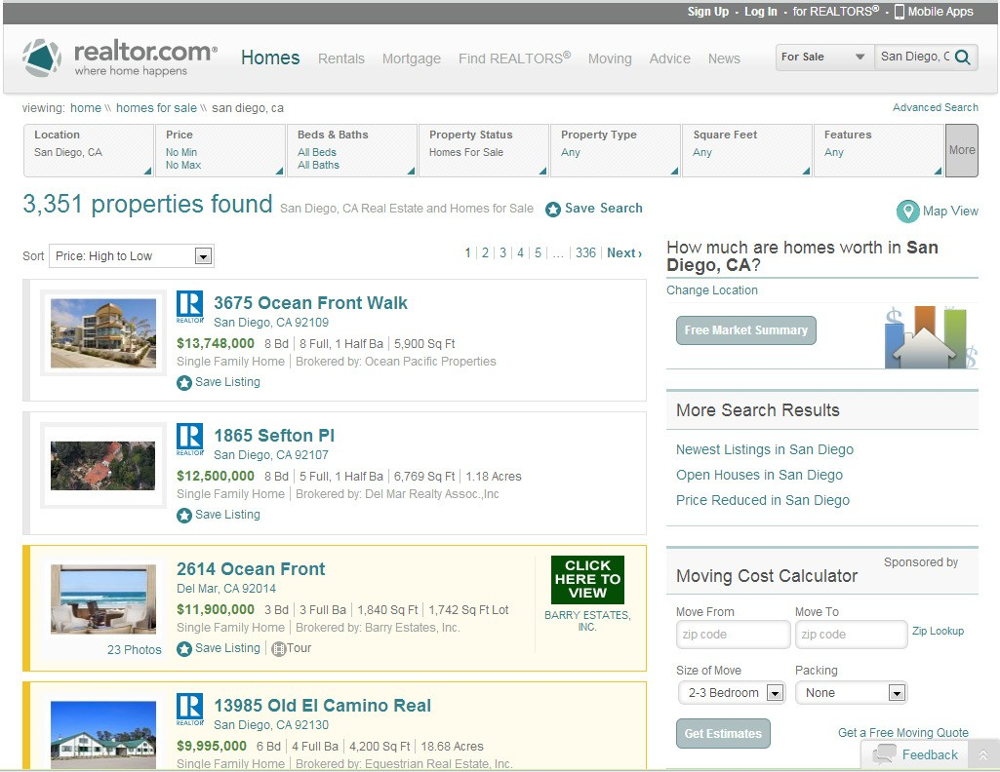 Sign Up - Log In - for REALTORS® - Mobile Apps
realtor.com®
where home happens
Homes Rentals Mortgage Find REALTORS® Moving Advice News
For Sale San Diego, C
viewing: home \\ homes for sale \\ san diego, ca
Advanced Search
Location Price Beds & Baths Property Status Property Type Square Feet Features More
San Diego, CA No Min All Beds Homes For Sale Any Any Any
No Max All Baths
3,351 properties found San Diego, CA Real Estate and Homes for Sale Save Search
Map View
Sort Price: High to Low 1 | 2 | 3 | 4 | 5 | ... | 336 | Next ›
3675 Ocean Front Walk
REALTOR® San Diego, CA 92109
$13,748,000 8 Bd | 8 Full, 1 Half Ba | 5,900 Sq Ft
Single Family Home | Brokered by: Ocean Pacific Properties
Save Listing
1865 Sefton Pl
REALTOR® San Diego, CA 92107
$12,500,000 8 Bd | 5 Full, 1 Half Ba | 6,769 Sq Ft | 1.18 Acres
Single Family Home | Brokered by: Del Mar Realty Assoc.,Inc
Save Listing
2614 Ocean Front
Del Mar, CA 92014
$11,900,000 3 Bd | 3 Full Ba | 1,840 Sq Ft | 1,742 Sq Ft Lot
Single Family Home | Brokered by: Barry Estates, Inc.
23 Photos Save Listing | Tour
CLICK
HERE TO
VIEW
BARRY ESTATES,
INC.
13985 Old El Camino Real
REALTOR® San Diego, CA 92130
$9,995,000 6 Bd | 4 Full Ba | 4,200 Sq Ft | 18.68 Acres
Single Family Home | Brokered by: Equestrian Real Estate, Inc.
How much are homes worth in San
Diego, CA?
Change Location
Free Market Summary
$ $
More Search Results
Newest Listings in San Diego
Open Houses in San Diego
Price Reduced in San Diego
Sponsored by
Moving Cost Calculator
Move From Move To
zip code zip code Zip Lookup
Size of Move Packing
2-3 Bedroom None
Get Estimates Get a Free Moving Quote
Feedback